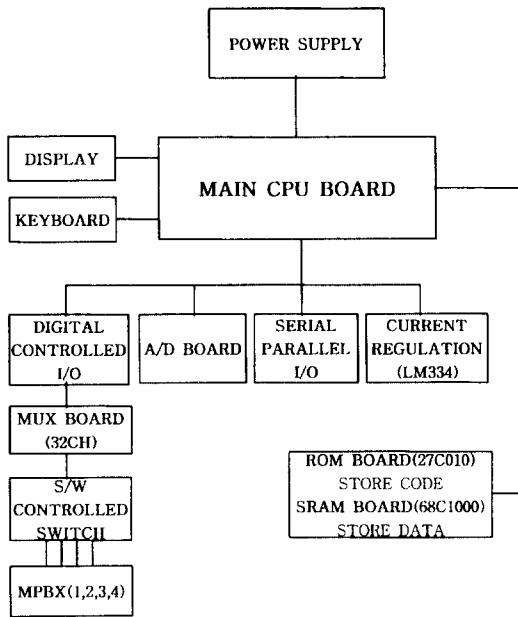 POWER SUPPLY
DISPLAY
MAIN CPU BOARD
KEYBOARD
DIGITAL
CONTROLLED
I/O
A/D BOARD
SERIAL
PARALLEL
I/O
CURRENT
REGULATION
(LM334)
MUX BOARD
(32CH)
S/W
CONTROLLED
SWITCH
MPBX(1,2,3,4)
ROM BOARD(27C010)
STORE CODE
SRAM BOARD(68C1000)
STORE DATA